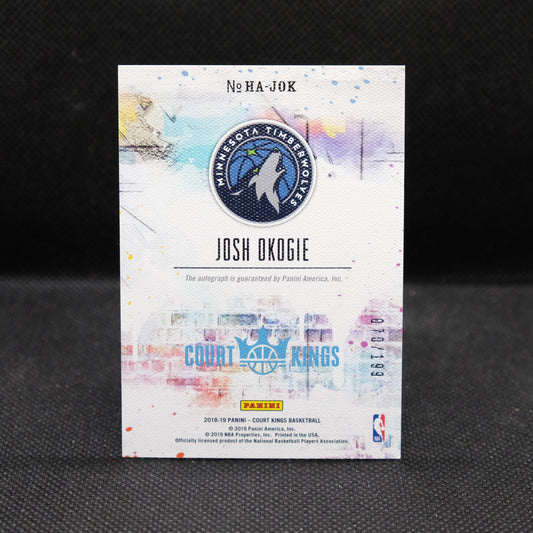 No HA-JOK
MINNESOTA TIMBERWOLVES
JOSH OKOGIE
The autograph is guaranteed by Panini America, Inc.
070/199
COURT KINGS
PANINI
2018-19 PANINI – COURT KINGS BASKETBALL
© 2019 Panini America, Inc.
© 2019 NBA Properties, Inc. Printed in the USA.
Officially licensed product of the National Basketball Players Association.